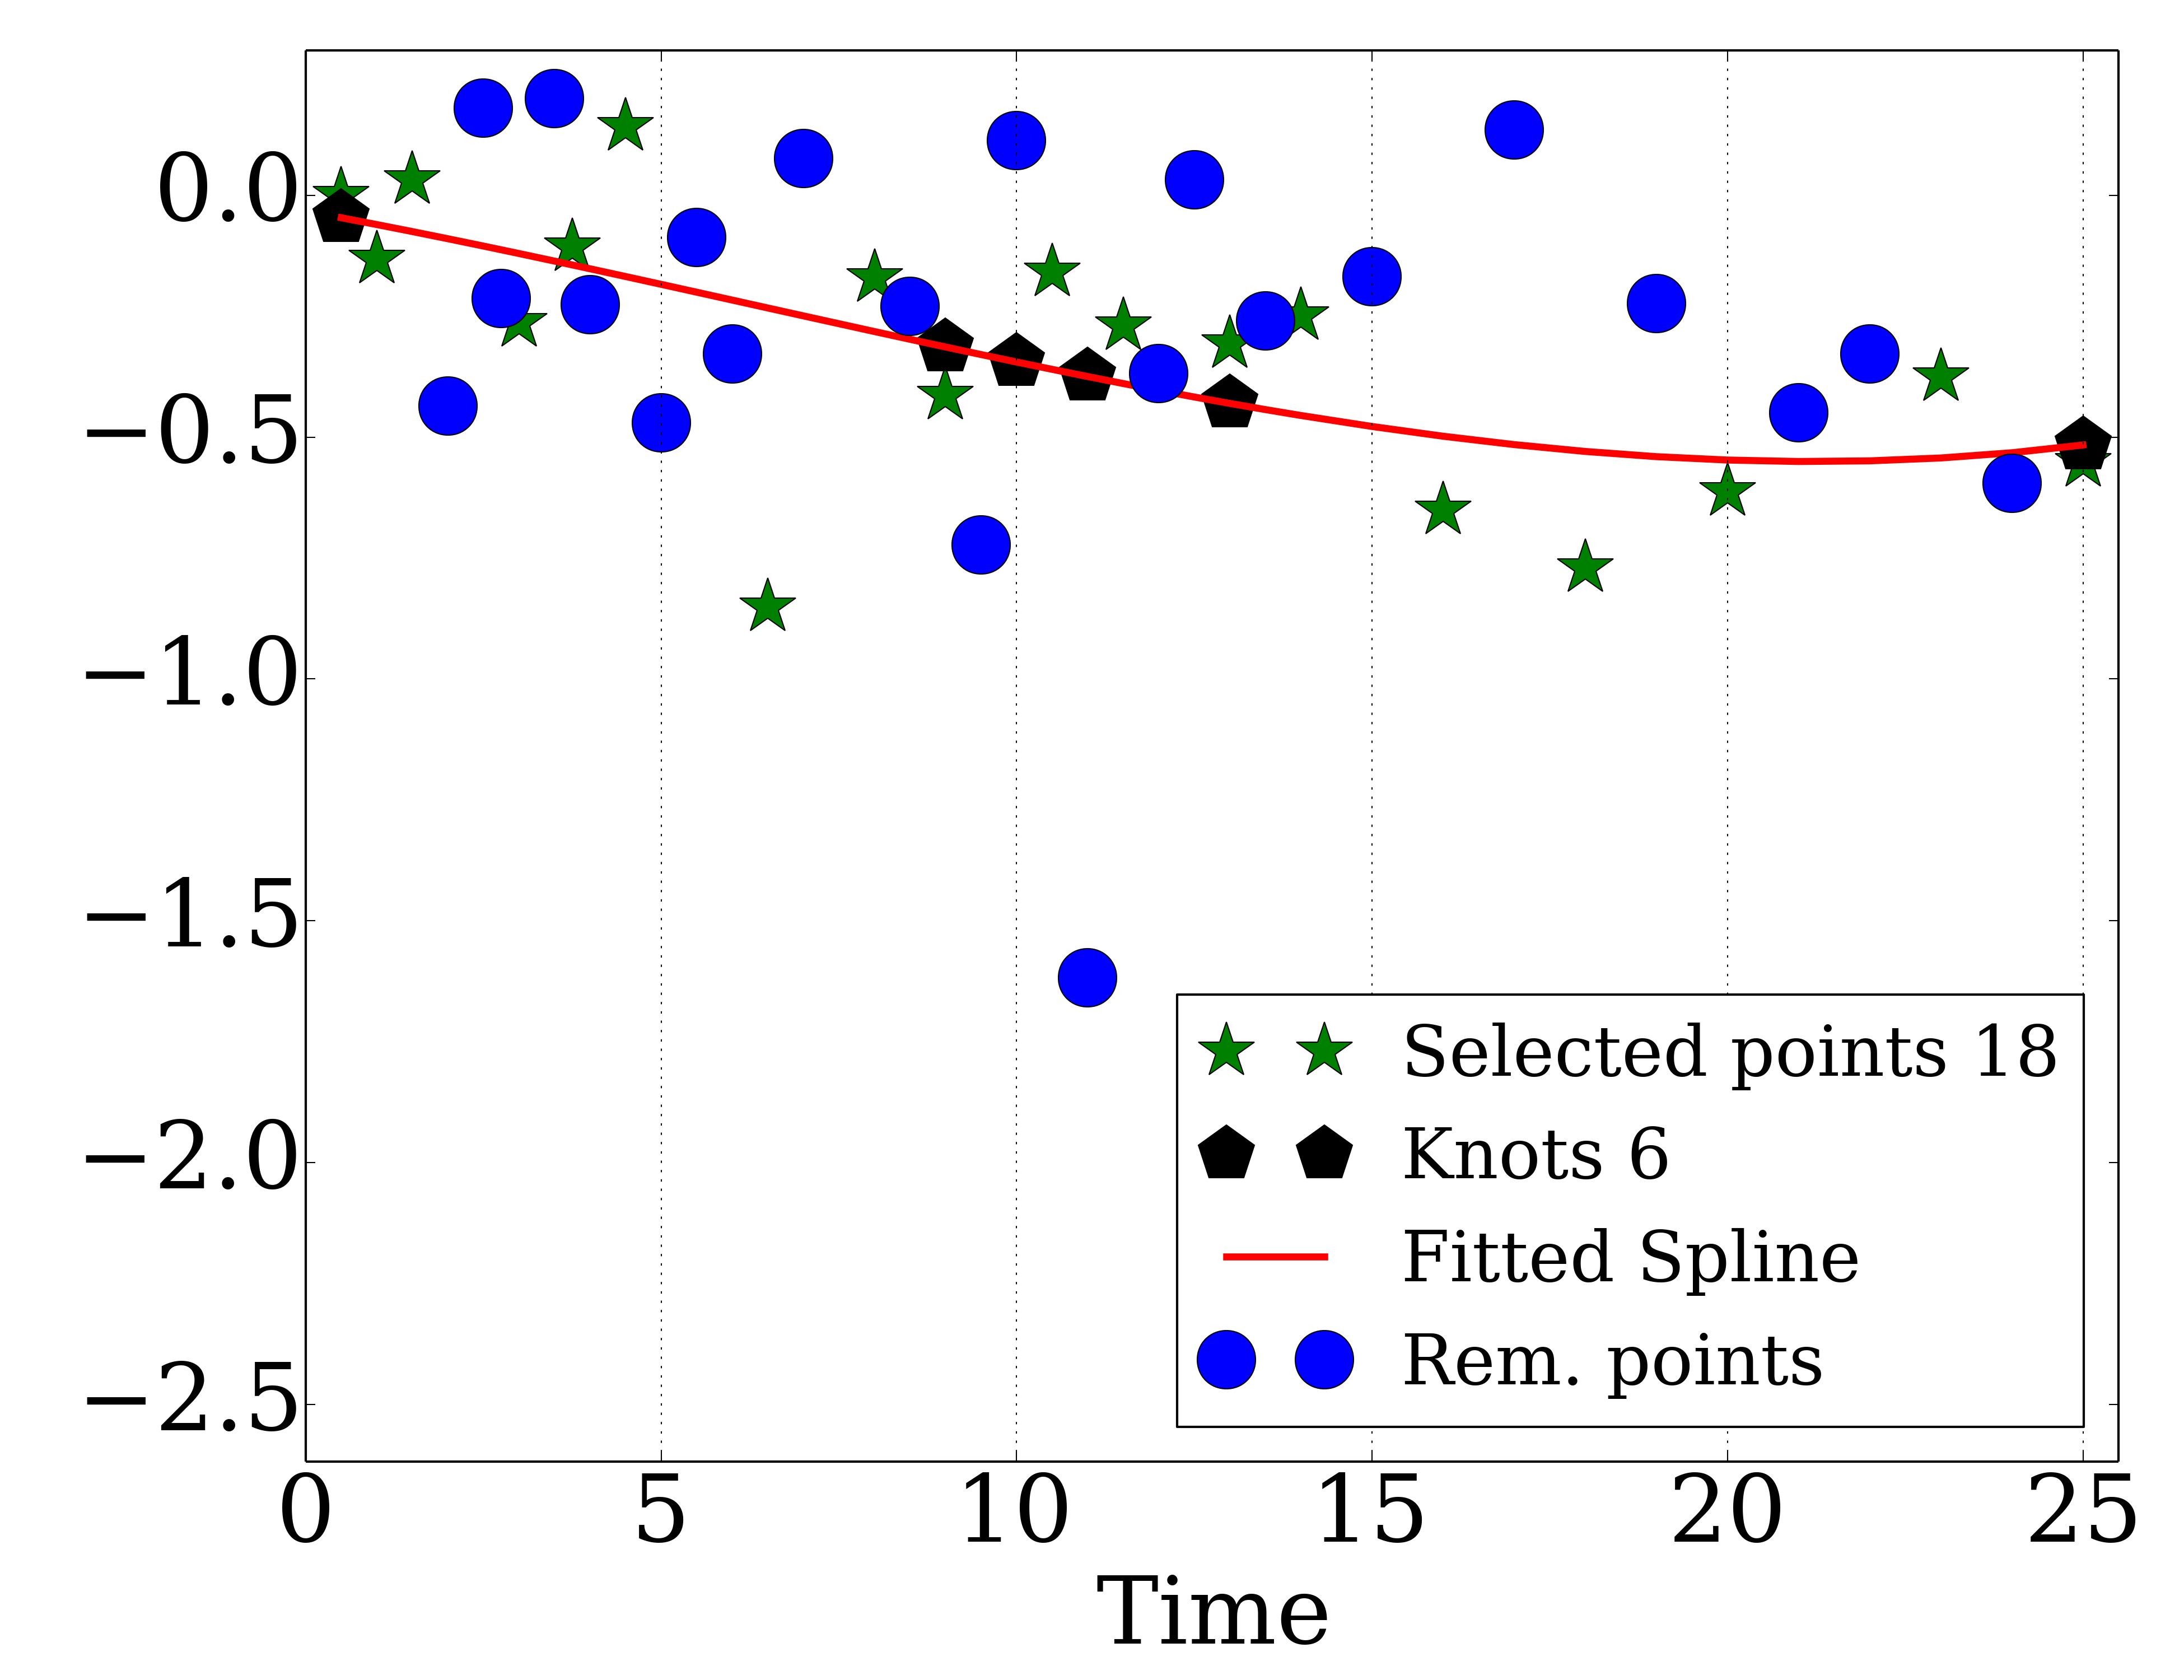 0.0
−0.5
−1.0
−1.5
−2.0
−2.5
Selected points 18
Knots 6
Fitted Spline
Rem. points
0 5 10 15 20 25
Time